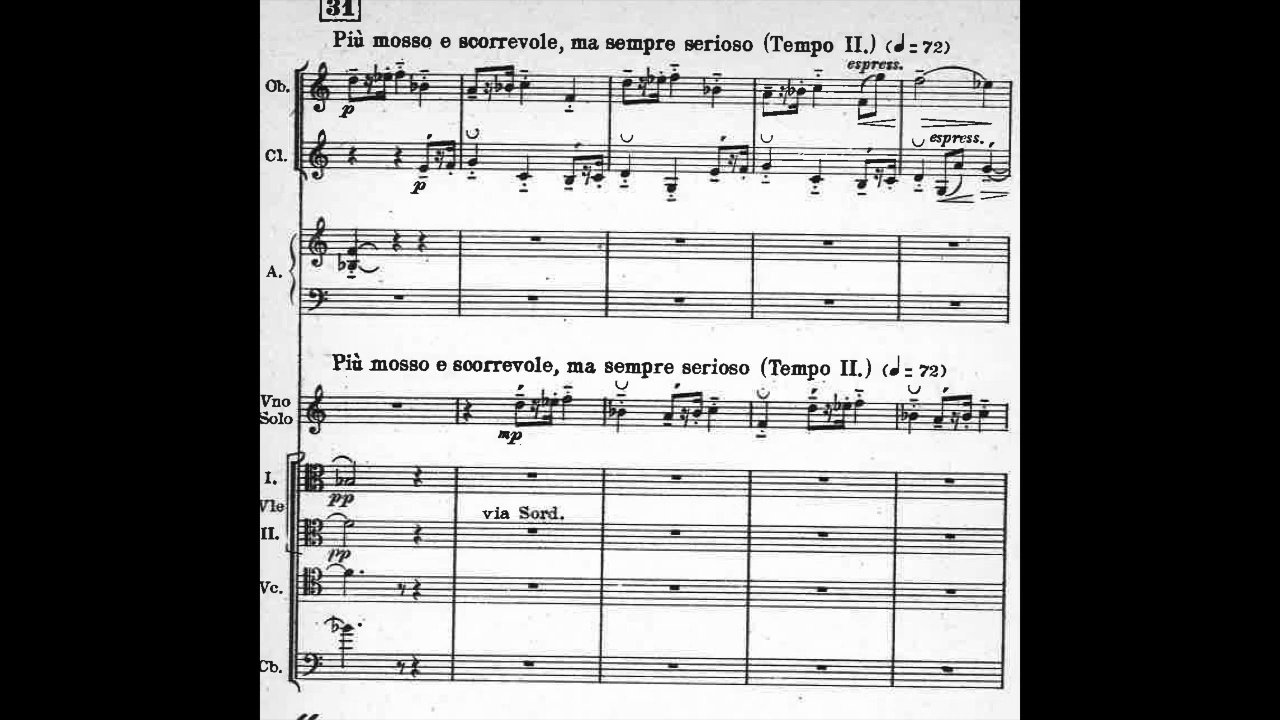 31
Più mosso e scorrevole, ma sempre serioso (Tempo II.) (♩= 72)
espress.
Ob.
p
espress.
Cl.
p
A.
Più mosso e scorrevole, ma sempre serioso (Tempo II.) (♩= 72)
Vno
Solo
mp
I.
pp
Vle
via Sord.
II.
pp
Vc.
Cb.